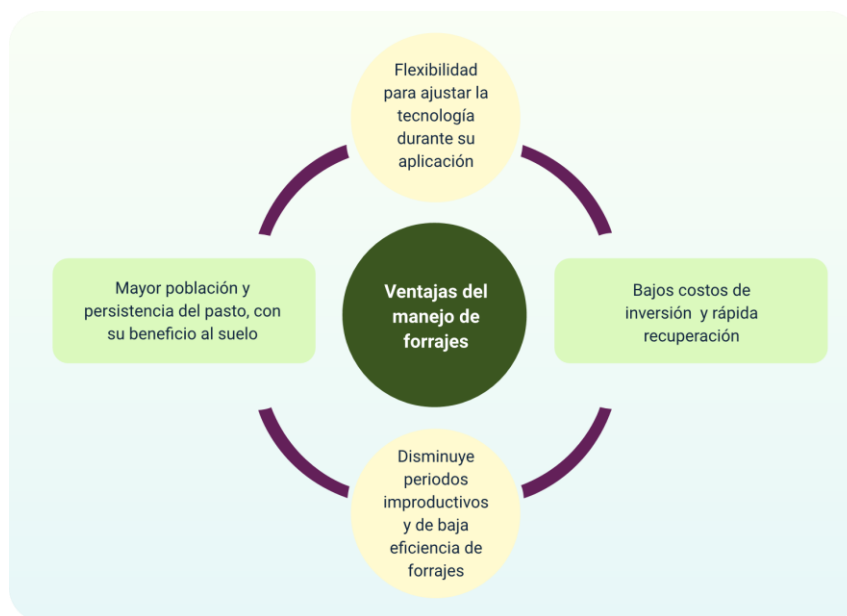 Flexibilidad
para ajustar la
tecnología
durante su
aplicación
Mayor población y
persistencia del pasto, con
su beneficio al suelo
Ventajas del
manejo de
forrajes
Bajos costos de
inversión y rápida
recuperación
Disminuye
periodos
improductivos
y de baja
eficiencia de
forrajes